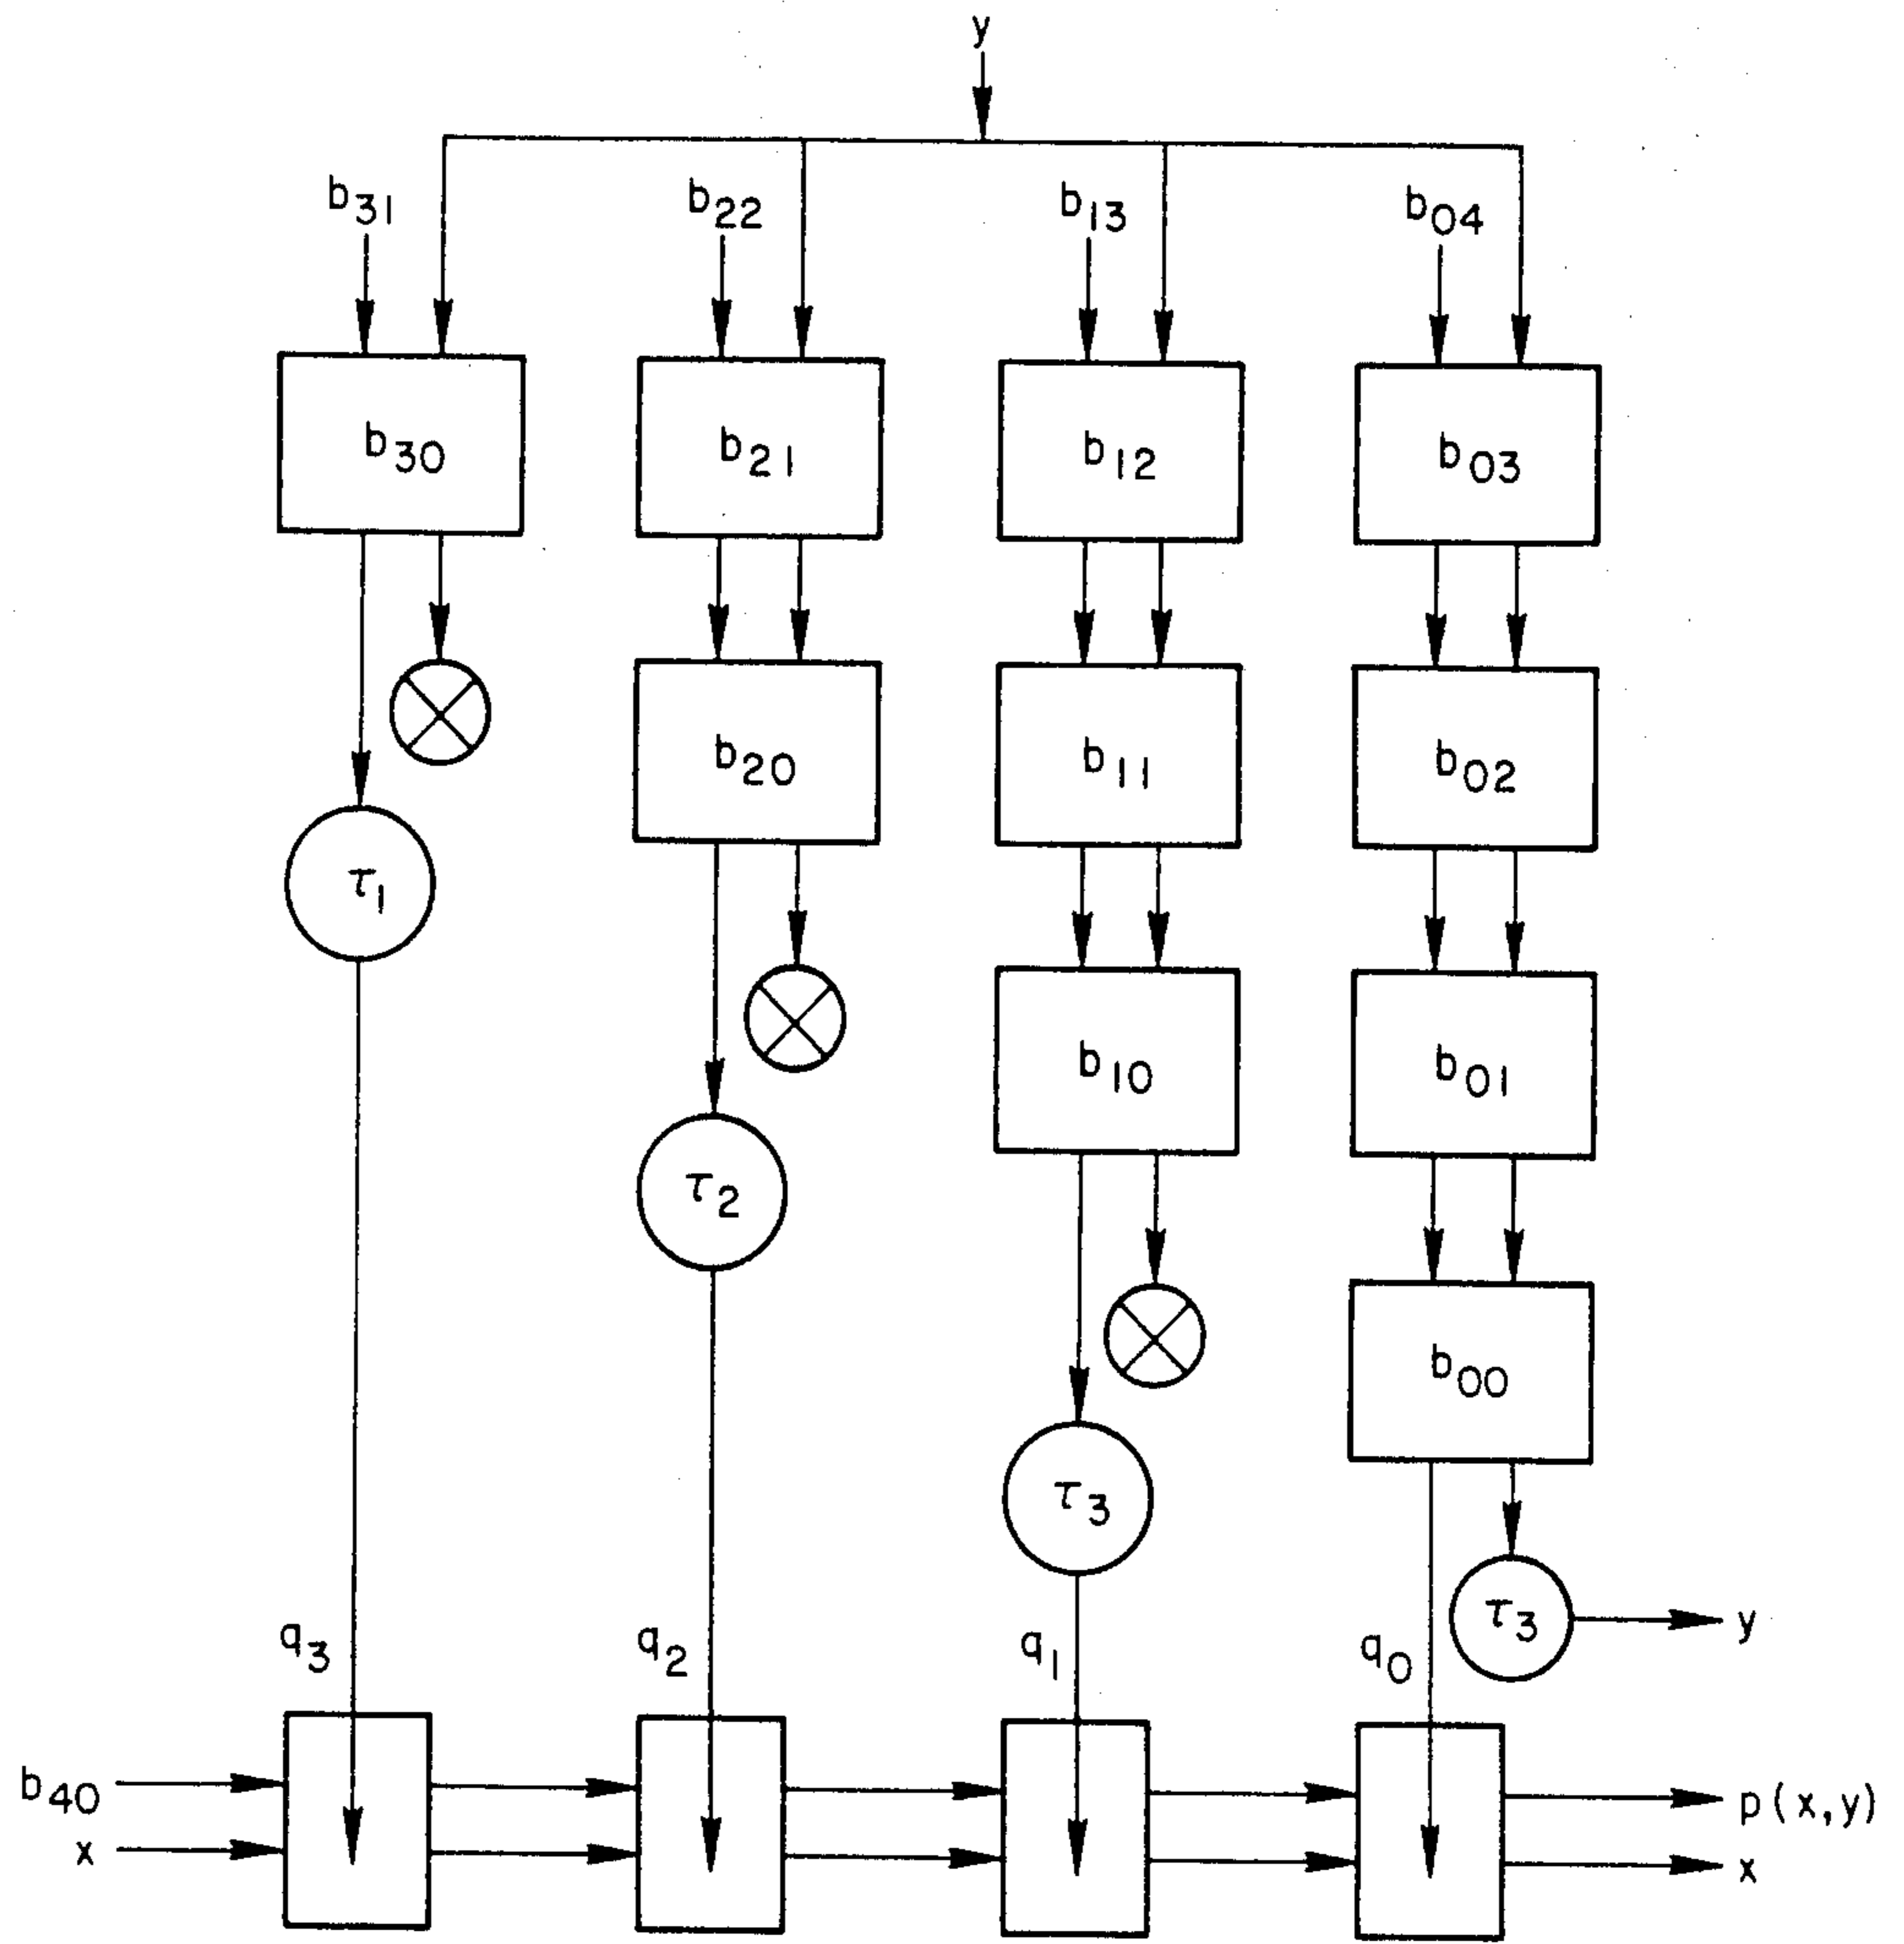 y
b31
b22
b13
b04
b30
b21
b12
b03
b20
b11
b02
τ1
b10
b01
τ2
b00
τ3
τ3
y
q3
q2
q1
q0
b40
p(x,y)
x
x